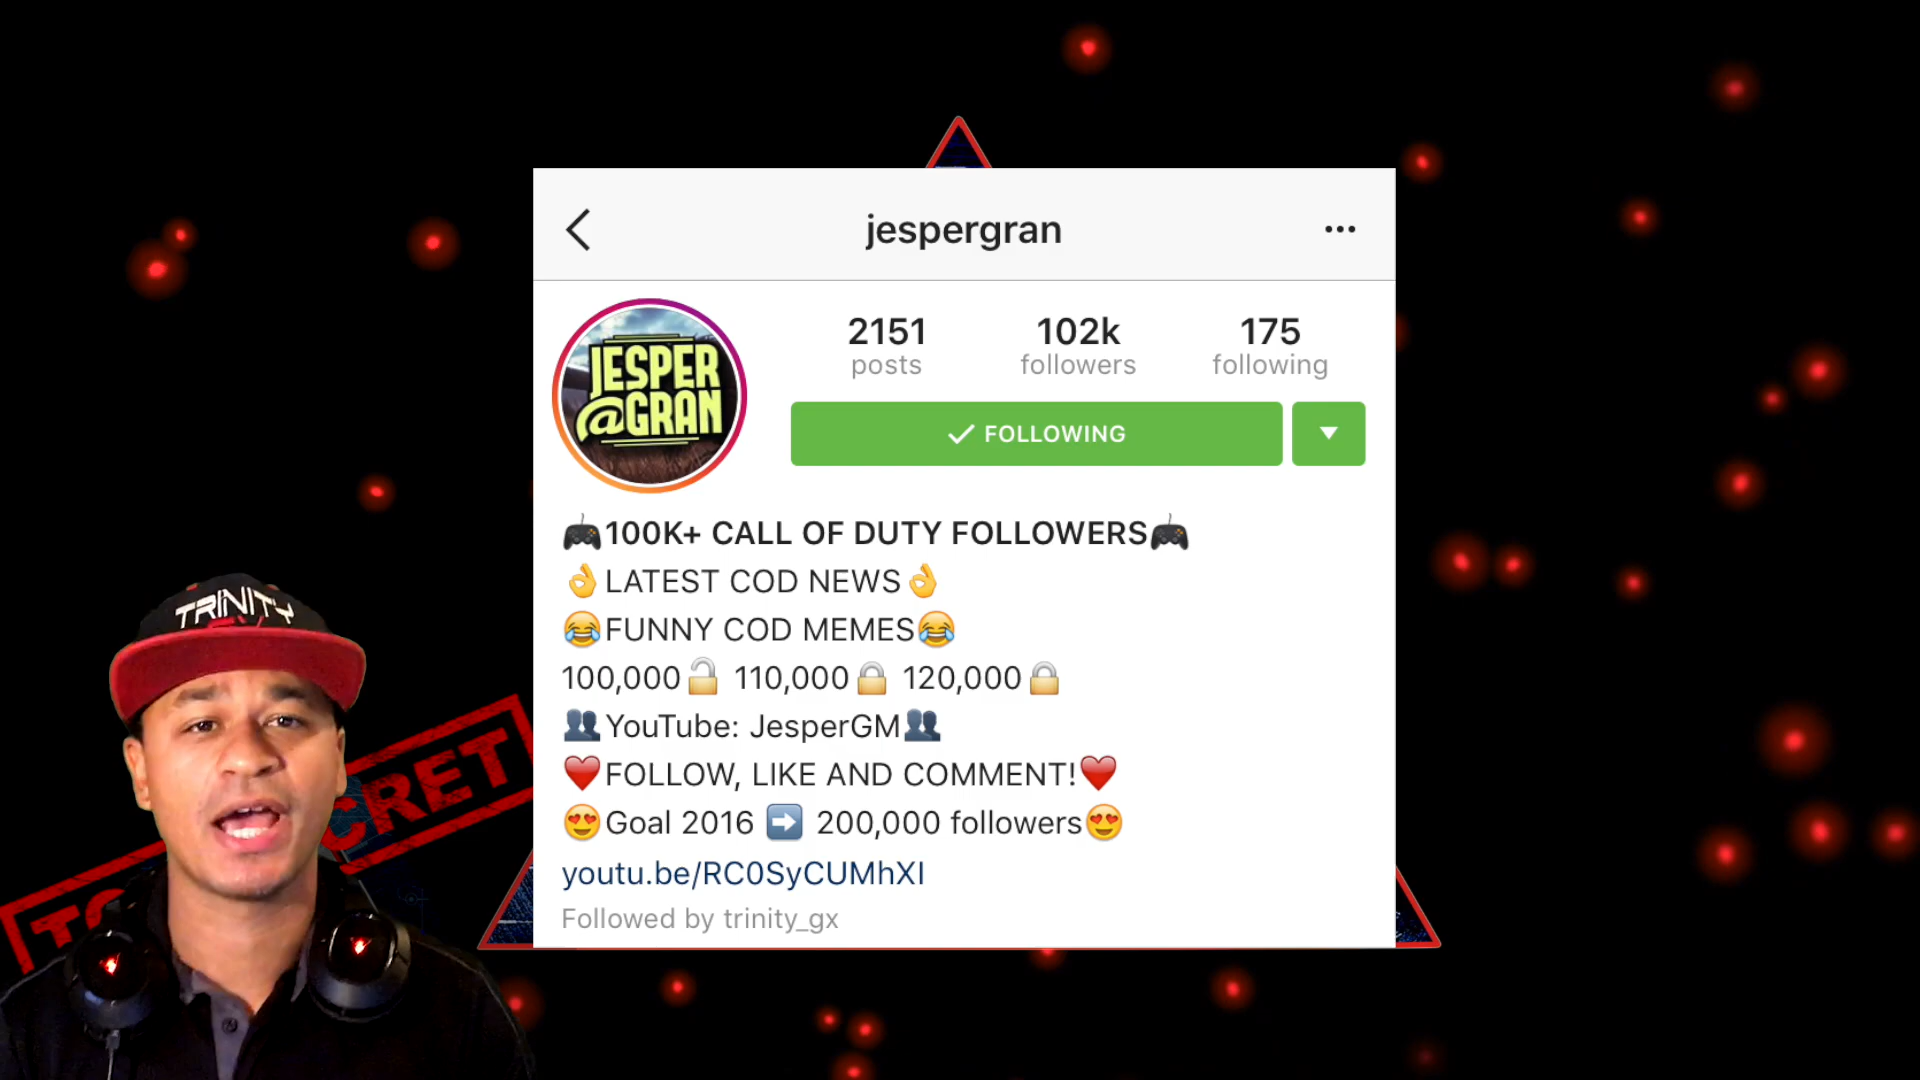 jespergran
JESPER
@GRAN
2151 102k 175
posts followers following
FOLLOWING
🎮100K+ CALL OF DUTY FOLLOWERS🎮
👌LATEST COD NEWS👌
😂FUNNY COD MEMES😂
100,000🔓 110,000🔒 120,000🔒
👥YouTube: JesperGM👥
❤️FOLLOW, LIKE AND COMMENT!❤️
😍Goal 2016 ➡️ 200,000 followers😍
youtu.be/RC0SyCUMhXI
Followed by trinity_gx
TRINITY